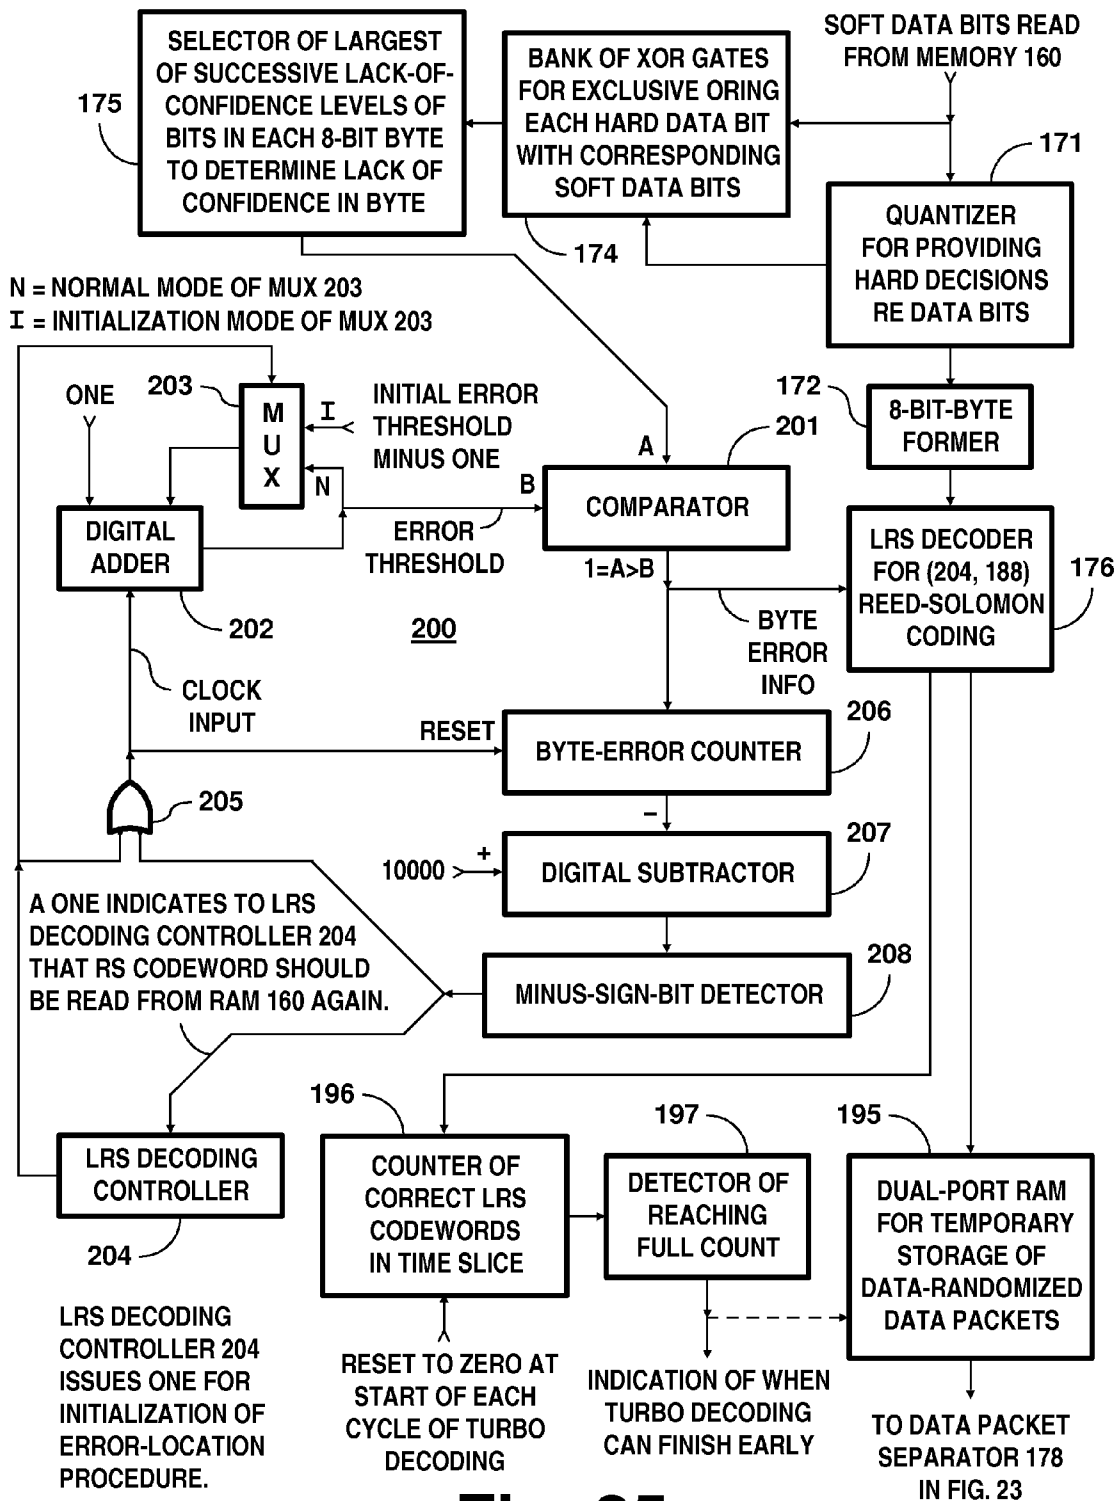 SOFT DATA BITS READ
FROM MEMORY 160
SELECTOR OF LARGEST
OF SUCCESSIVE LACK-OF-
CONFIDENCE LEVELS OF
BITS IN EACH 8-BIT BYTE
TO DETERMINE LACK OF
CONFIDENCE IN BYTE
175
BANK OF XOR GATES
FOR EXCLUSIVE ORING
EACH HARD DATA BIT
WITH CORRESPONDING
SOFT DATA BITS
174
171
QUANTIZER
FOR PROVIDING
HARD DECISIONS
RE DATA BITS
N = NORMAL MODE OF MUX 203
I = INITIALIZATION MODE OF MUX 203
ONE
203
M
U
X
I
N
INITIAL ERROR
THRESHOLD
MINUS ONE
172
8-BIT-BYTE
FORMER
201
A
B
COMPARATOR
1=A>B
DIGITAL
ADDER
202
ERROR
THRESHOLD
200
LRS DECODER
FOR (204, 188)
REED-SOLOMON
CODING
176
BYTE
ERROR
INFO
CLOCK
INPUT
RESET
BYTE-ERROR COUNTER
206
205
–
10000
+
DIGITAL SUBTRACTOR
207
A ONE INDICATES TO LRS
DECODING CONTROLLER 204
THAT RS CODEWORD SHOULD
BE READ FROM RAM 160 AGAIN.
MINUS-SIGN-BIT DETECTOR
208
LRS DECODING
CONTROLLER
204
196
COUNTER OF
CORRECT LRS
CODEWORDS
IN TIME SLICE
197
DETECTOR OF
REACHING
FULL COUNT
195
DUAL-PORT RAM
FOR TEMPORARY
STORAGE OF
DATA-RANDOMIZED
DATA PACKETS
LRS DECODING
CONTROLLER 204
ISSUES ONE FOR
INITIALIZATION OF
ERROR-LOCATION
PROCEDURE.
RESET TO ZERO AT
START OF EACH
CYCLE OF TURBO
DECODING
INDICATION OF WHEN
TURBO DECODING
CAN FINISH EARLY
TO DATA PACKET
SEPARATOR 178
IN FIG. 23